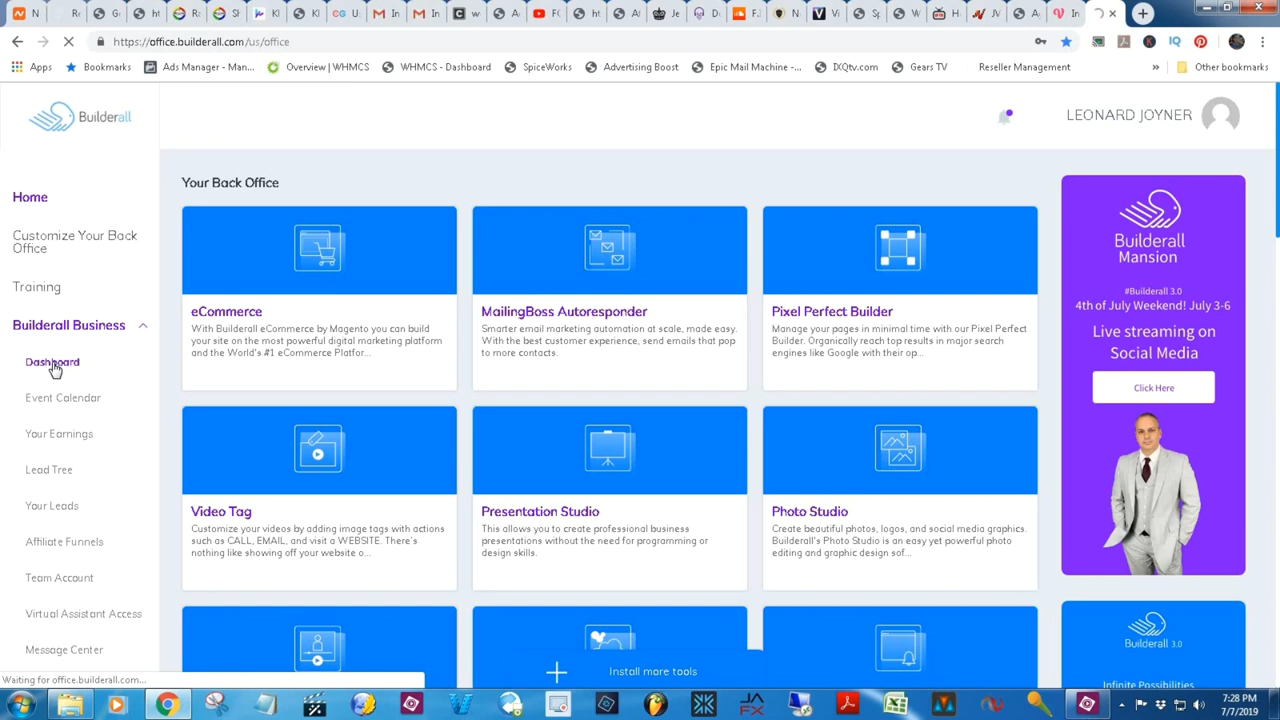 https://office.builderall.com/us/office
Apps
Bookmarks
Ads Manager - Man...
Overview | WHMCS
WHMCS - Dashboard
SpiceWorks
Advertising Boost
Epic Mail Machine -...
IXQtv.com
Gears TV
Reseller Management
»
Other bookmarks
Builderall
LEONARD JOYNER
Home
Customize Your Back
Office
Training
Builderall Business
Dashboard
Event Calendar
Your Earnings
Lead Tree
Your Leads
Affiliate Funnels
Team Account
Virtual Assistant Access
Message Center
Your Back Office
eCommerce
With Builderall eCommerce by Magento you can build
your site on the most powerful digital marketing platform
and the World's #1 eCommerce Platfor...
MailingBoss Autoresponder
Smarter email marketing automation at scale, made easy.
With the best customer experience, send emails that pop
to more contacts.
Pixel Perfect Builder
Manage your pages in minimal time with our Pixel Perfect
Builder. Organically reach top results in major search
engines like Google with their op...
Video Tag
Customize your videos by adding image tags with actions
such as CALL, EMAIL, and visit a WEBSITE. There's
nothing like showing off your website o...
Presentation Studio
This allows you to create professional business
presentations without the need for programming or
design skills.
Photo Studio
Create beautiful photos, logos, and social media graphics.
Builderall's Photo Studio is an easy yet powerful photo
editing and graphic design sof...
Install more tools
Builderall
Mansion
#Builderall 3.0
4th of July Weekend! July 3-6
Live streaming on
Social Media
Click Here
Builderall 3.0
Infinite Possibilities
Waiting for office.builderall.com...
JAFX
7:28 PM
7/7/2019